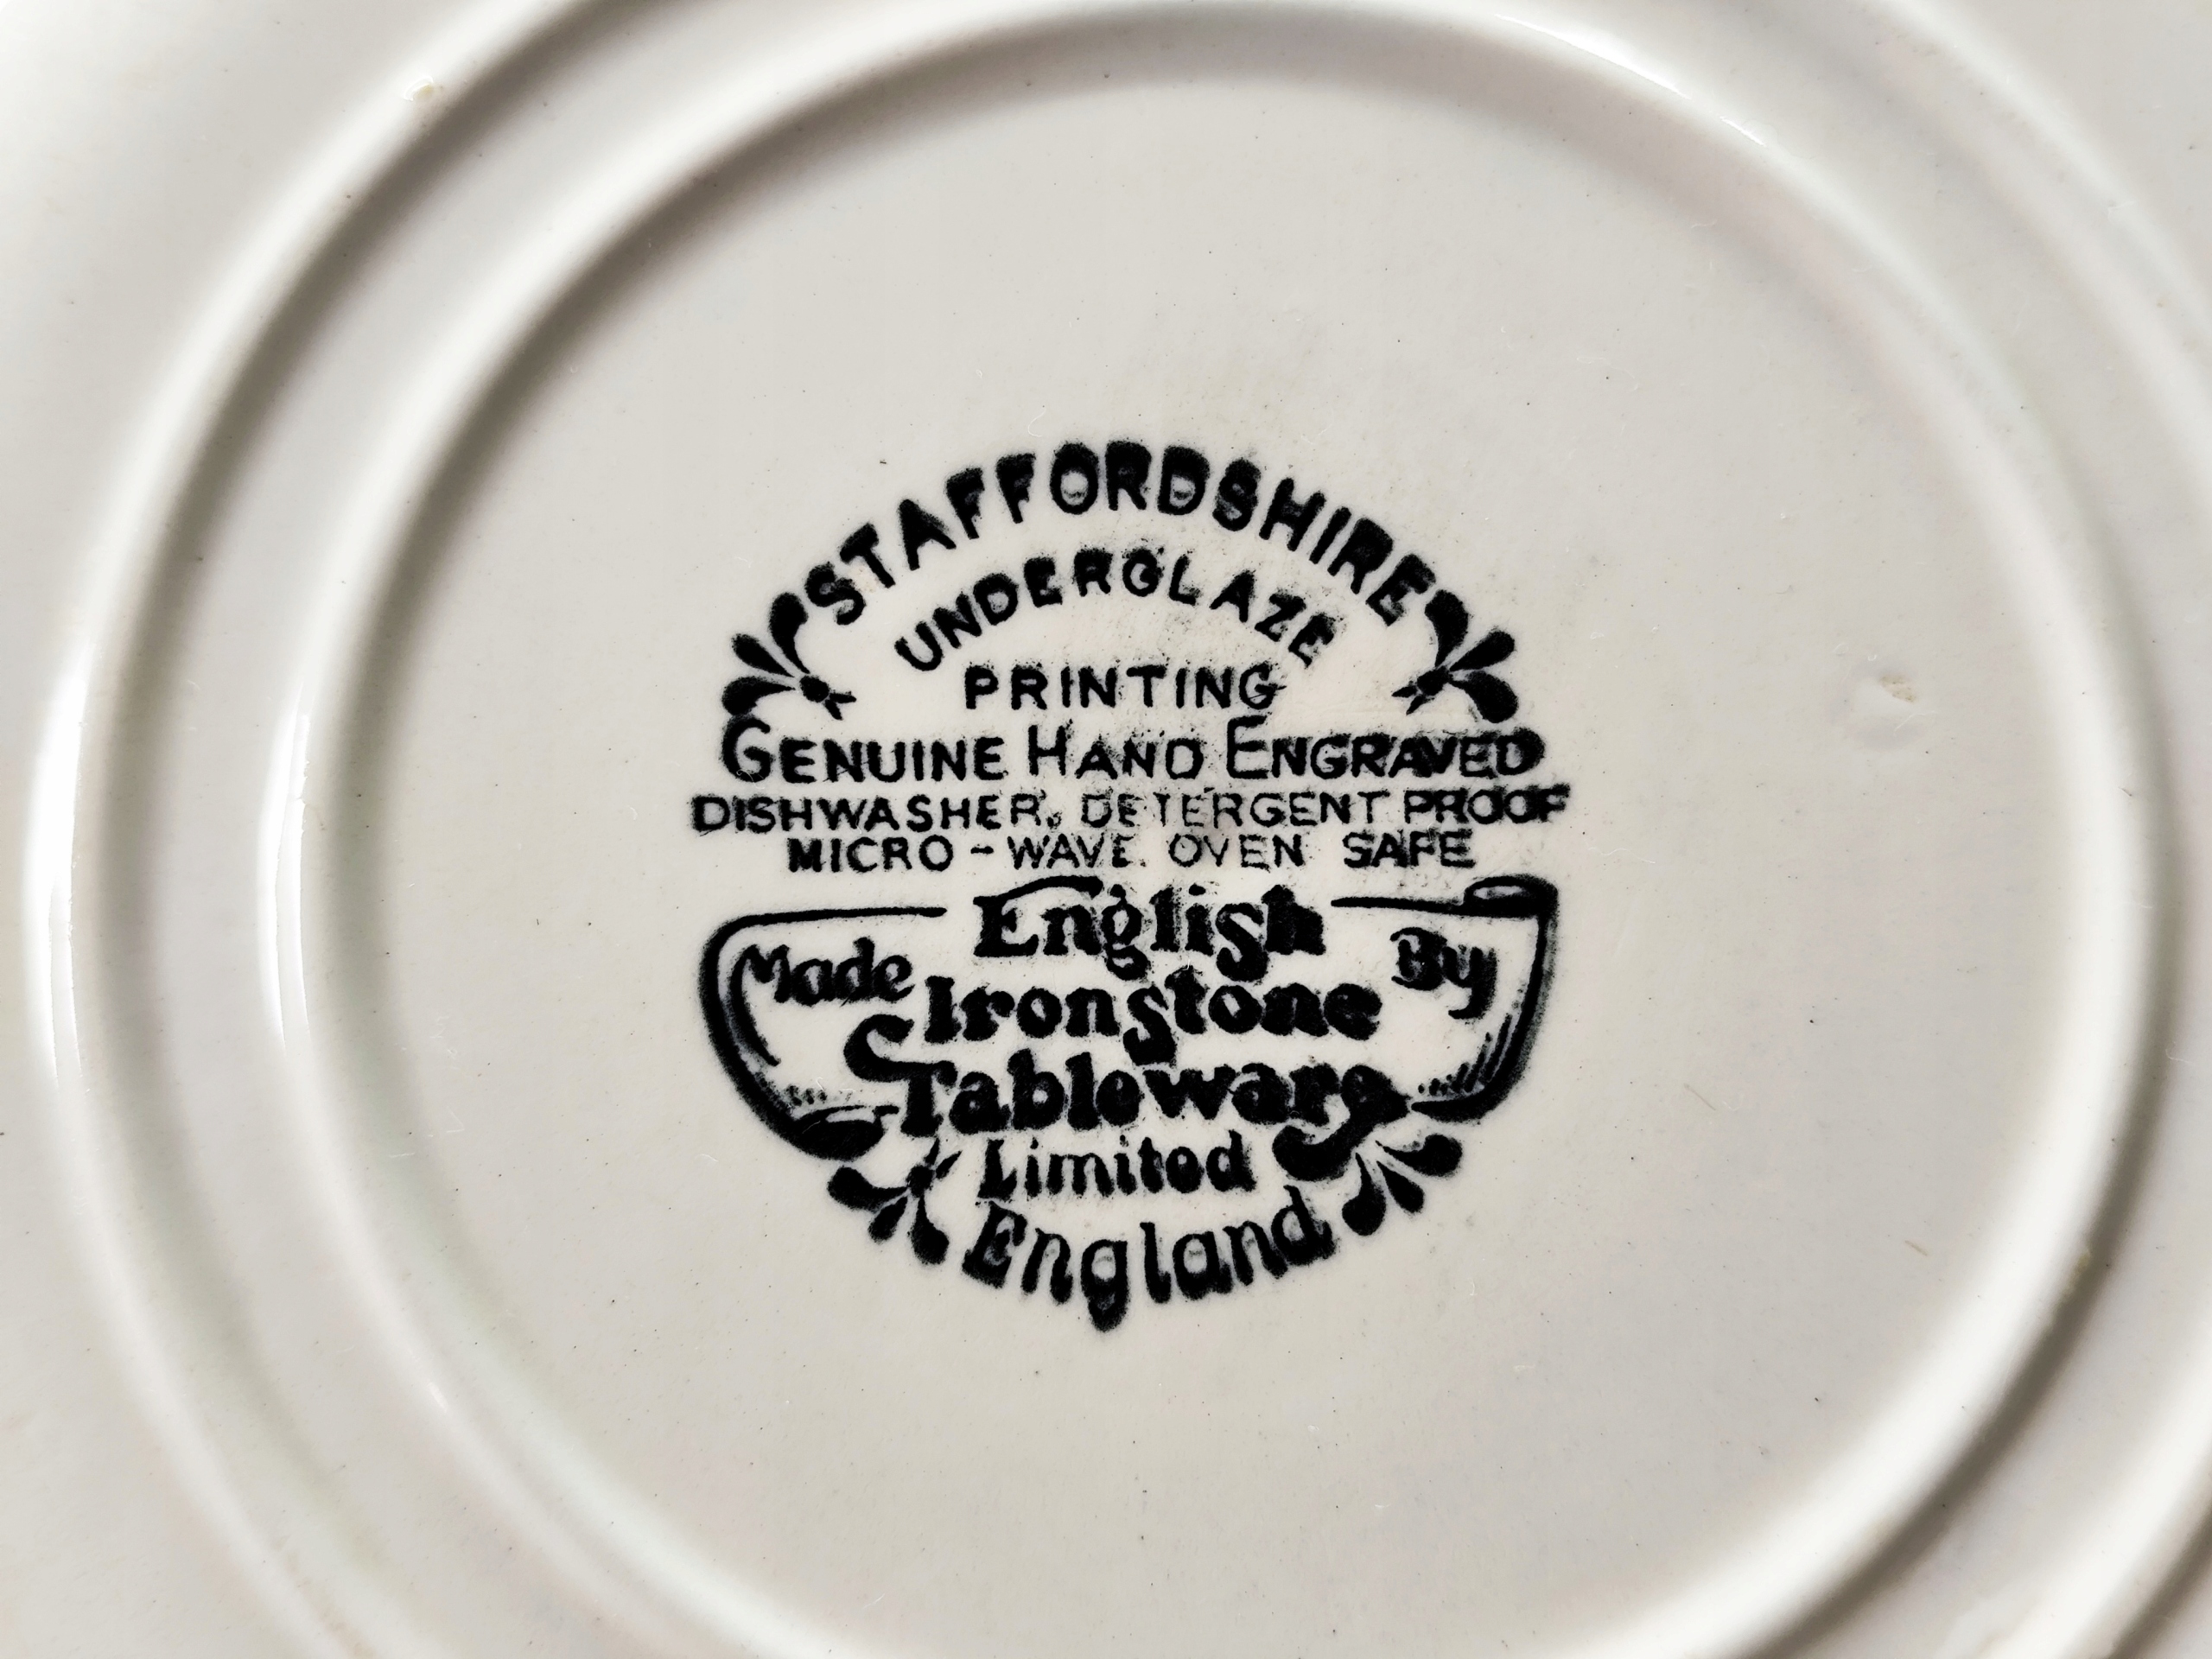 STAFFORDSHIRE
UNDERGLAZE
PRINTING
GENUINE HAND ENGRAVED
DISHWASHER, DETERGENT PROOF
MICRO-WAVE. OVEN SAFE
Made English By
Ironstone
Tableware
Limited
England